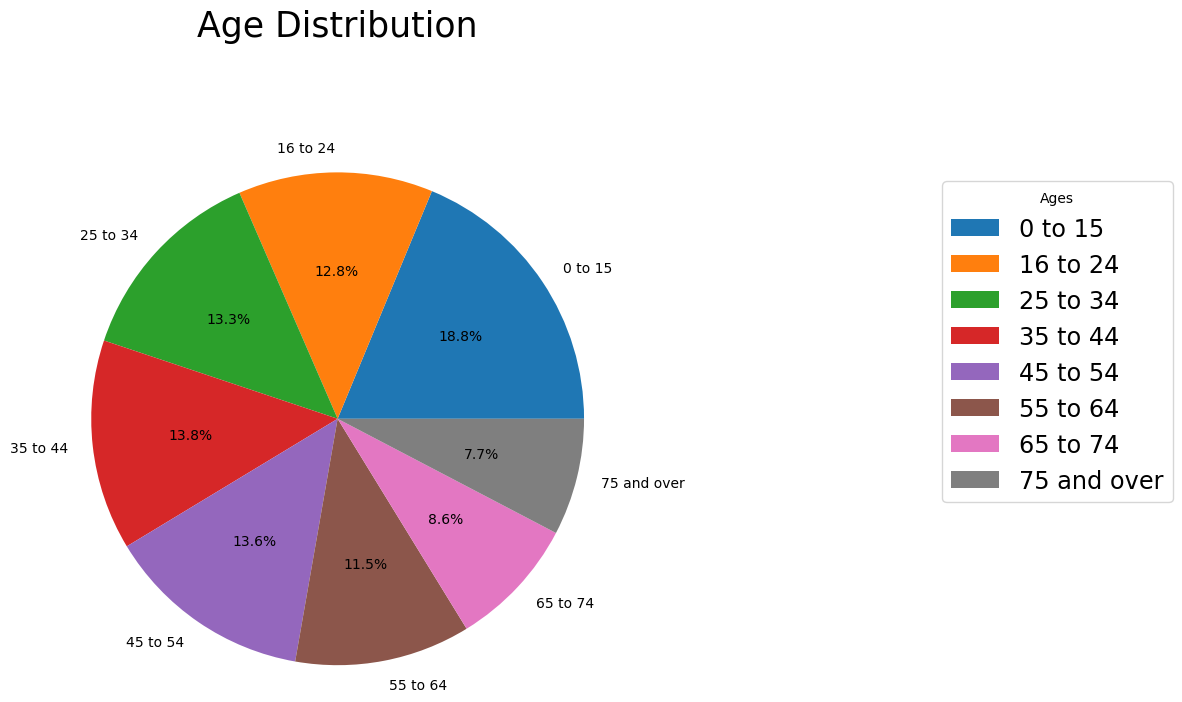 Age Distribution
16 to 24
25 to 34
0 to 15
12.8%
13.3%
18.8%
35 to 44
13.8%
7.7%
75 and over
8.6%
13.6%
11.5%
65 to 74
45 to 54
55 to 64
Ages
0 to 15
16 to 24
25 to 34
35 to 44
45 to 54
55 to 64
65 to 74
75 and over